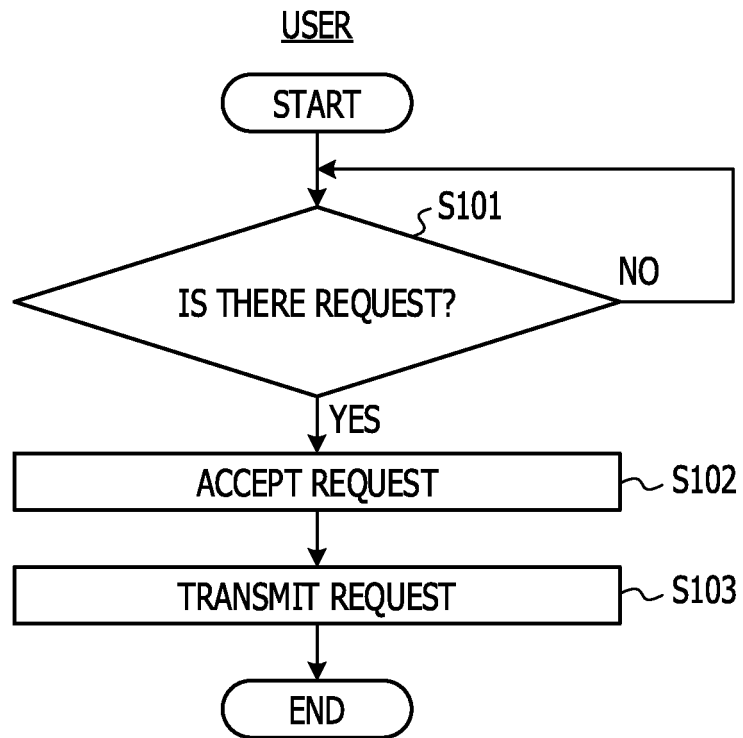 USER
START
S101
IS THERE REQUEST?
NO
YES
ACCEPT REQUEST
S102
TRANSMIT REQUEST
S103
END